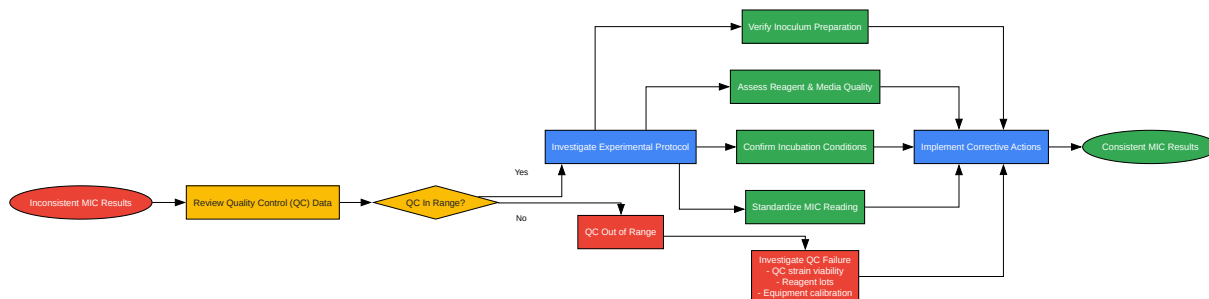 Verify Inoculum Preparation
Assess Reagent & Media Quality
Investigate Experimental Protocol
Confirm Incubation Conditions
Implement Corrective Actions
Consistent MIC Results
Yes
Inconsistent MIC Results
Review Quality Control (QC) Data
QC In Range?
Standardize MIC Reading
No
QC Out of Range
Investigate QC Failure
- QC strain viability
- Reagent lots
- Equipment calibration